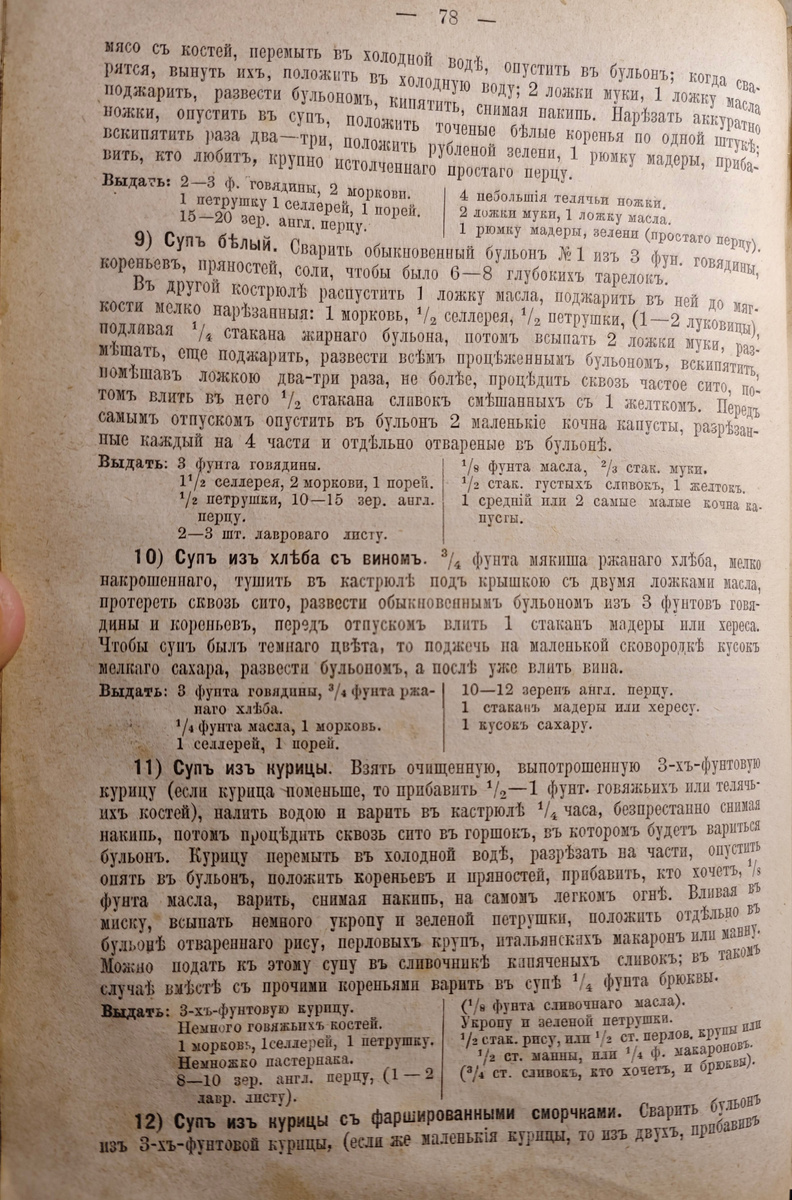 — 78 —
мясо съ костей, перемыть въ холодной водѣ, опустить въ бульонъ; когда сва-
рятся, вынуть ихъ, положить въ холодную воду; 2 ложки муки, 1 ложку масла
поджарить, развести бульономъ, кипятить, снимая накипь. Нарѣзать аккуратно
ножки, опустить въ супъ, положить точеные бѣлые коренья по одной штукѣ;
вскипятить раза два—три, положить рубленой зелени, 1 рюмку мадеры, приба-
вить, кто любитъ, крупно истолченнаго простаго перцу.
Выдать: 2—3 ф. говядины, 2 моркови.
1 петрушку 1 селлерей, 1 порей.
15—20 зер. англ. перцу.
4 небольшія телячьи ножки.
2 ложки муки, 1 ложку масла.
1 рюмку мадеры, зелени (простаго перцу).
9) Супъ бѣлый. Сварить обыкновенный бульонъ №1 изъ 3 фун. говядины,
кореньевъ, пряностей, соли, чтобы было 6—8 глубокихъ тарелокъ.
Въ другой кострюлѣ распустить 1 ложку масла, поджарить въ ней до мяг-
кости мелко нарѣзанныя: 1 морковь, 1/2 селлерея, 1/2 петрушки, (1—2 луковицы),
подливая 1/4 стакана жирнаго бульона, потомъ всыпать 2 ложки муки, раз-
мѣшать, еще поджарить, развести всѣмъ процѣженнымъ бульономъ, вскипятить,
помѣшавъ ложкою два-три раза, не болѣе, процѣдить сквозь частое сито, по-
томъ влить въ него 1/2 стакана сливокъ смѣшанныхъ съ 1 желткомъ. Передъ
самымъ отпускомъ опустить въ бульонъ 2 маленькіе кочна капусты, разрѣзан-
ные каждый на 4 части и отдѣльно отвареные въ бульонѣ.
Выдать: 3 фунта говядины.
1 1/2 селлерея, 2 моркови, 1 порей.
1/2 петрушки, 10—15 зер. англ.
перцу.
2—3 шт. лавроваго листу.
1/8 фунта масла, 2/3 стак. муки.
1/2 стак. густыхъ сливокъ, 1 желтокъ.
1 средній или 2 самые малые кочна ка-
пусты.
10) Супъ изъ хлѣба съ виномъ. 3/4 фунта мякиша ржанаго хлѣба, мелко
накрошеннаго, тушить въ кастрюлѣ подъ крышкою съ двумя ложками масла,
протереть сквозь сито, развести обыкновеннымъ бульономъ изъ 3 фунтовъ говя-
дины и кореньевъ, передъ отпускомъ влить 1 стаканъ мадеры или хереса.
Чтобы супъ былъ темнаго цвѣта, то поджечь на маленькой сковородкѣ кусокъ
мелкаго сахара, развести бульономъ, а послѣ уже влить вина.
Выдать: 3 фунта говядины, 3/4 фунта ржа-
наго хлѣба.
1/4 фунта масла, 1 морковь.
1 селлерей, 1 порей.
10—12 зеренъ англ. перцу.
1 стаканъ мадеры или хересу.
1 кусокъ сахару.
11) Супъ изъ курицы. Взять очищенную, выпотрошенную 3-хъ-фунтовую
курицу (если курица поменьше, то прибавить 1/2—1 фунт. говяжьихъ или телячь-
ихъ костей), налить водою и варить въ кастрюлѣ 1/4 часа, безпрестанно снимая
накипь, потомъ процѣдить сквозь сито въ горшокъ, въ которомъ будетъ вариться
бульонъ. Курицу перемыть въ холодной водѣ, разрѣзать на части, опустить
опять въ бульонъ, положить кореньевъ и пряностей, прибавить, кто хочетъ, 1/8
фунта масла, варить, снимая накипь, на самомъ легкомъ огнѣ. Вливая въ
миску, всыпать немного укропу и зеленой петрушки, положить отдѣльно въ
бульонѣ отвареннаго рису, перловыхъ крупъ, итальянскихъ макаронъ или манну.
Можно подать къ этому супу въ сливочникѣ кипяченыхъ сливокъ; въ такомъ
случаѣ вмѣстѣ съ прочими кореньями варить въ супѣ 1/4 фунта брюквы.
Выдать: 3-хъ-фунтовую курицу.
Немного говяжьихъ костей.
1 морковь, 1селлерей, 1 петрушку.
Немножко пастернака.
8—10 зер. англ. перцу, (1—2
лавр. листу).
(1/8 фунта сливочнаго масла).
Укропу и зеленой петрушки.
1/2 стак. рису, или 1/2 ст. перлов. крупы или
1/2 ст. манны, или 1/4 ф. макароновъ.
(3/4 ст. сливокъ, кто хочетъ, и брюквы).
12) Супъ изъ курицы съ фаршированными сморчками. Сварить бульонъ
изъ 3-хъ-фунтовой курицы, (если же маленькія курицы, то изъ двухъ, прибавивъ